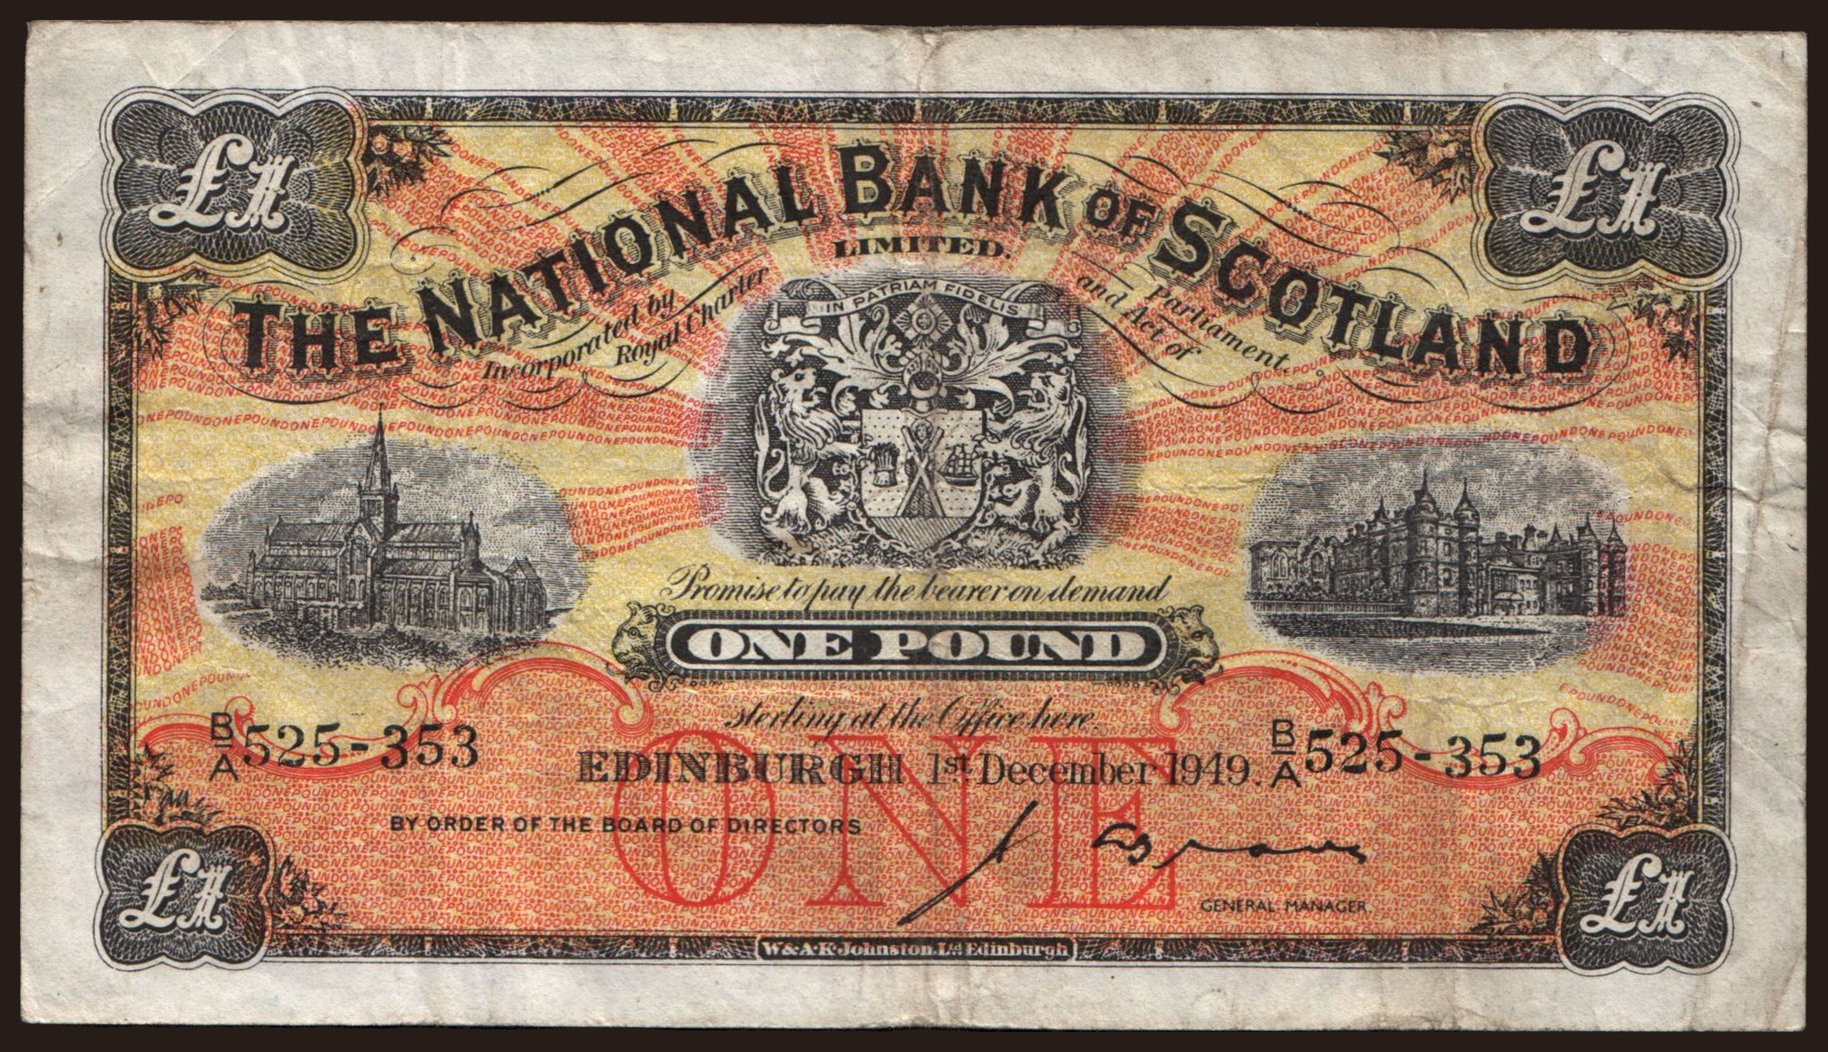 £1
£1
THE NATIONAL BANK OF SCOTLAND
LIMITED.
Incorporated by
Royal Charter
and Act of
Parliament.
IN PATRIAM FIDELIS
Promise to pay the bearer on demand
ONE POUND
sterling at the Office here.
B/A 525-353
B/A 525-353
EDINBURGH 1st December 1949.
ONE
BY ORDER OF THE BOARD OF DIRECTORS
GENERAL MANAGER.
£1
£1
W & A·K·Johnston Ltd Edinburgh